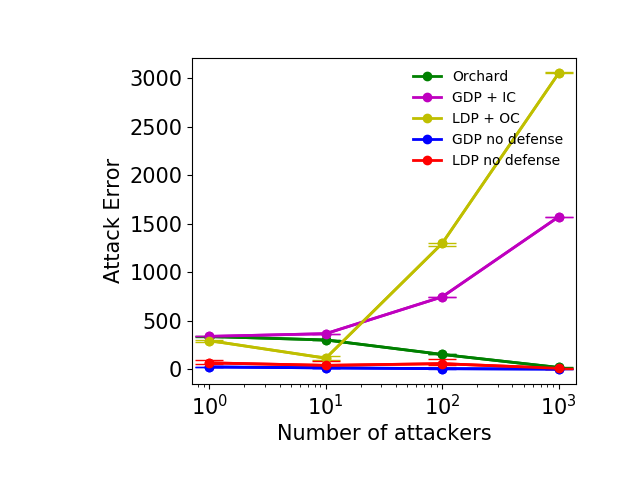 3000
2500
2000
1500
1000
500
0
Attack Error
Orchard
GDP + IC
LDP + OC
GDP no defense
LDP no defense
10⁰ 10¹ 10² 10³
Number of attackers